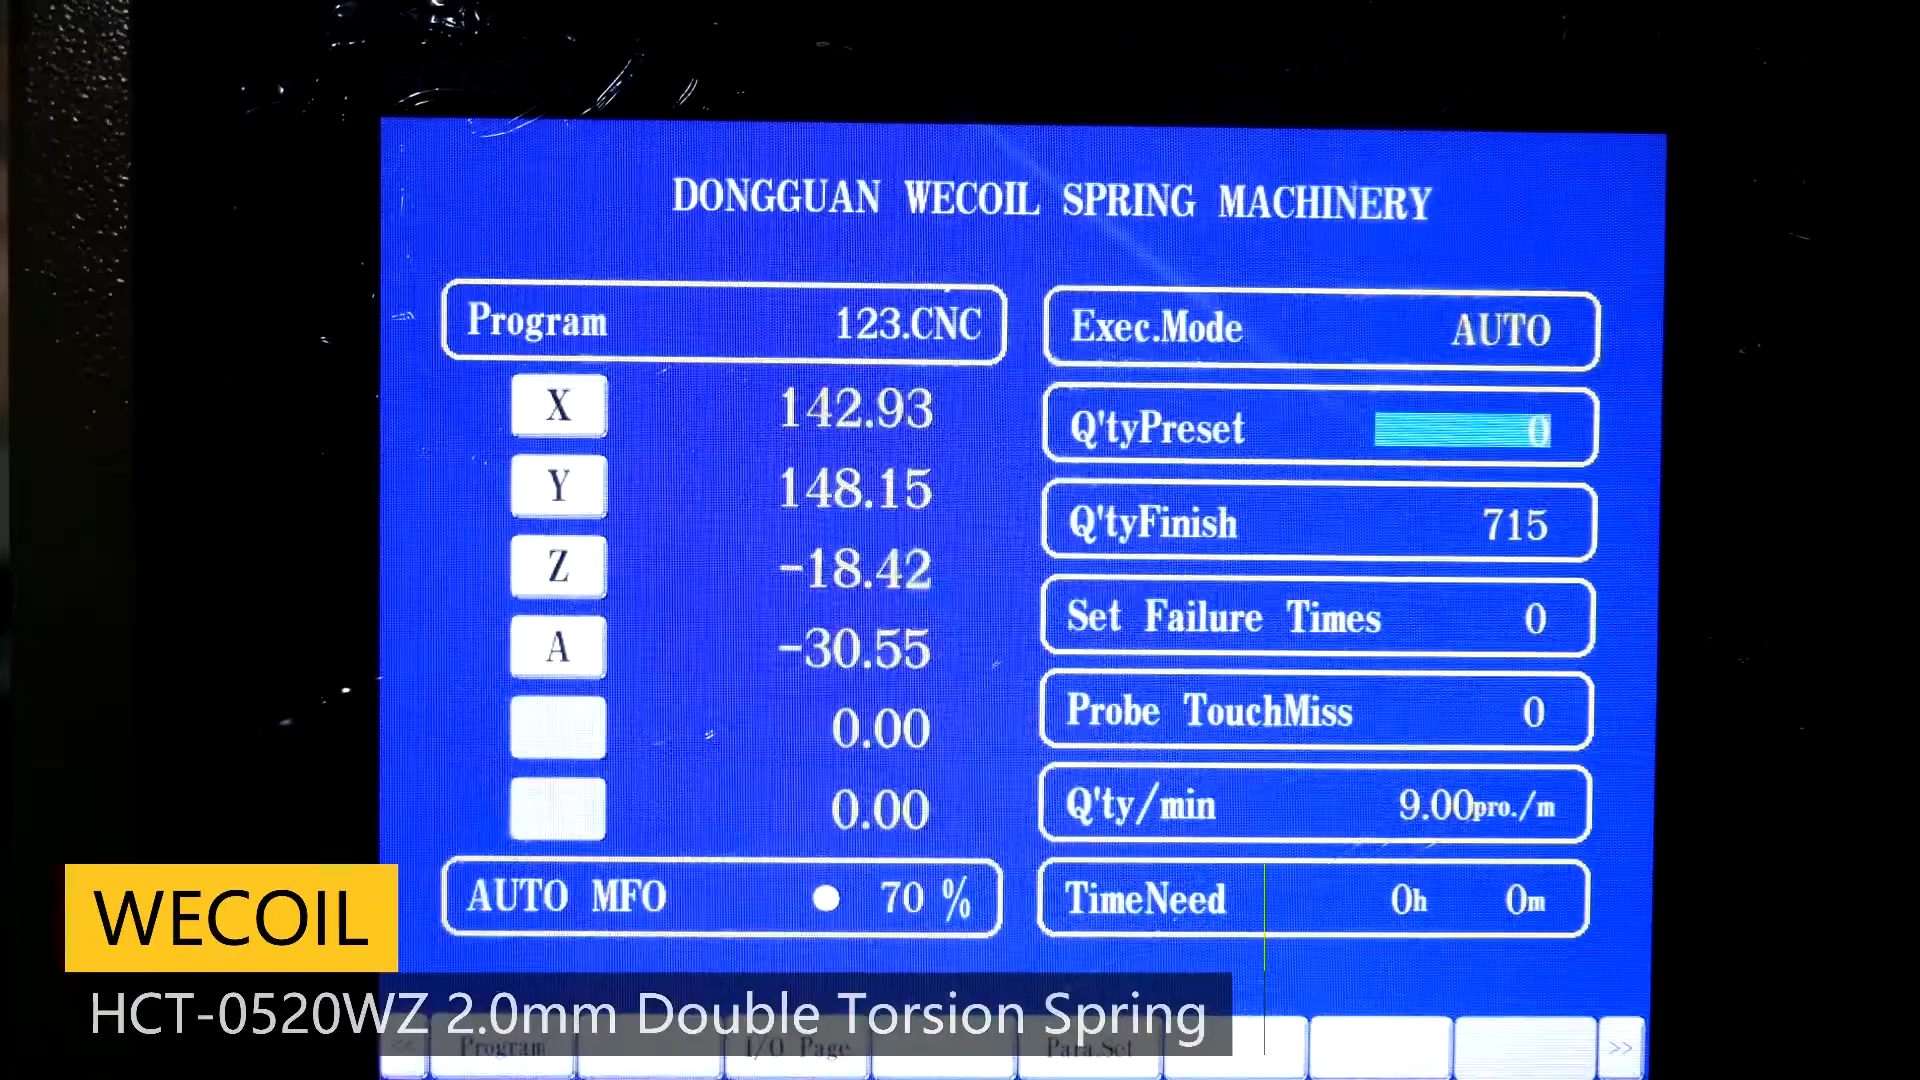 DONGGUAN WECOIL SPRING MACHINERY
Program 123.CNC
X 142.93
Y 148.15
Z -18.42
A -30.55
0.00
0.00
AUTO MFO 70 %
Exec.Mode AUTO
Q'tyPreset 0
Q'tyFinish 715
Set Failure Times 0
Probe TouchMiss 0
Q'ty/min 9.00pro./m
TimeNeed 0h 0m
WECOIL
HCT-0520WZ 2.0mm Double Torsion Spring
<< Program I/O Page Para.Set >>